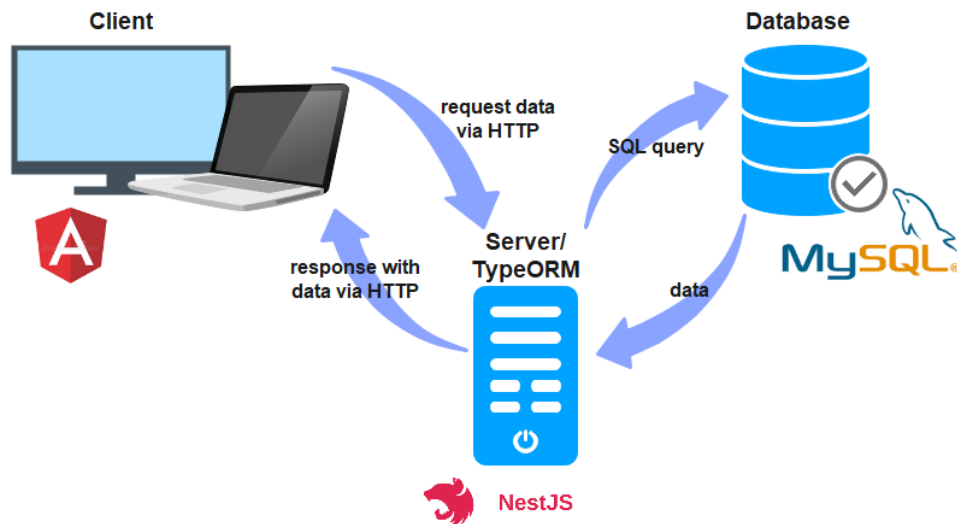 Client
Database
request data
via HTTP
SQL query
A
MySQL®
Server/
TypeORM
response with
data via HTTP
data
NestJS